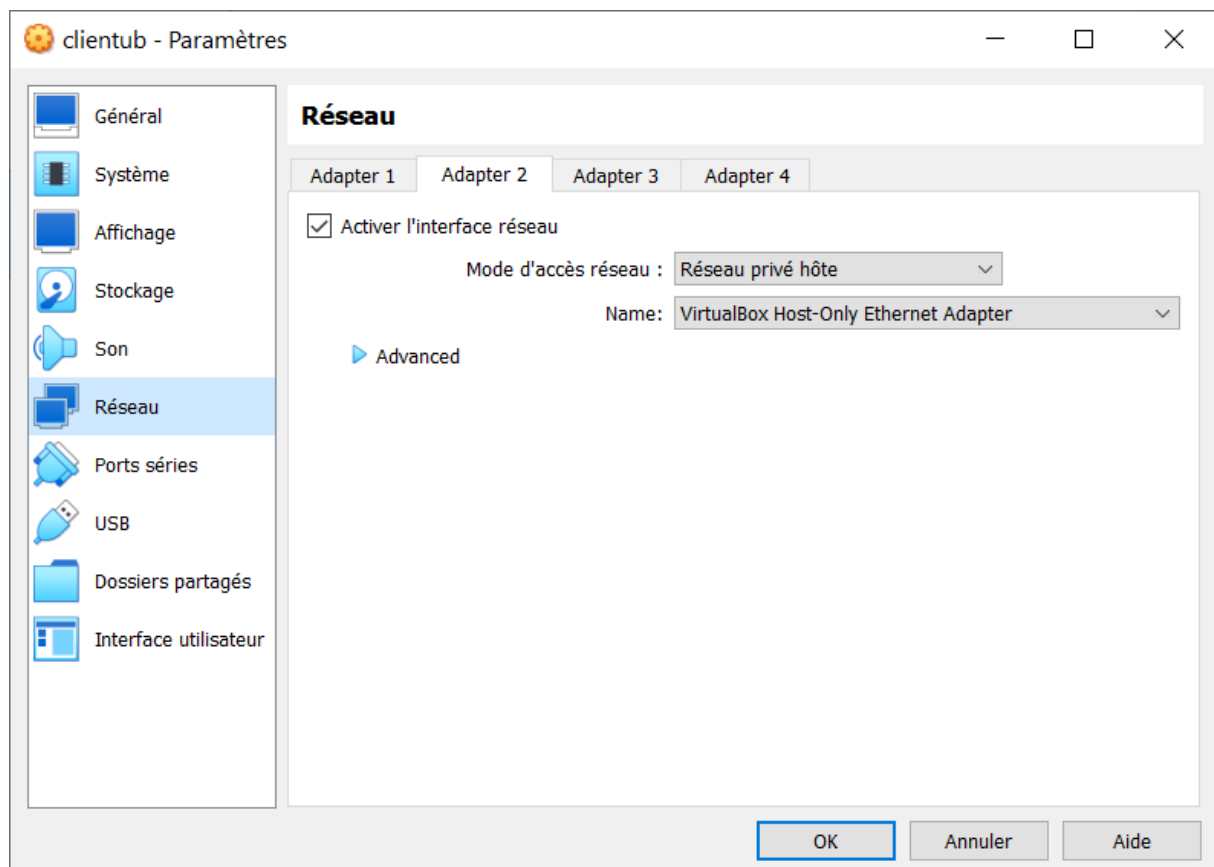 clientub - Paramètres
Général
Système
Affichage
Stockage
Son
Réseau
Ports séries
USB
Dossiers partagés
Interface utilisateur
Réseau
Adapter 1 Adapter 2 Adapter 3 Adapter 4
Activer l'interface réseau
Mode d'accès réseau : Réseau privé hôte
Name: VirtualBox Host-Only Ethernet Adapter
Advanced
OK Annuler Aide